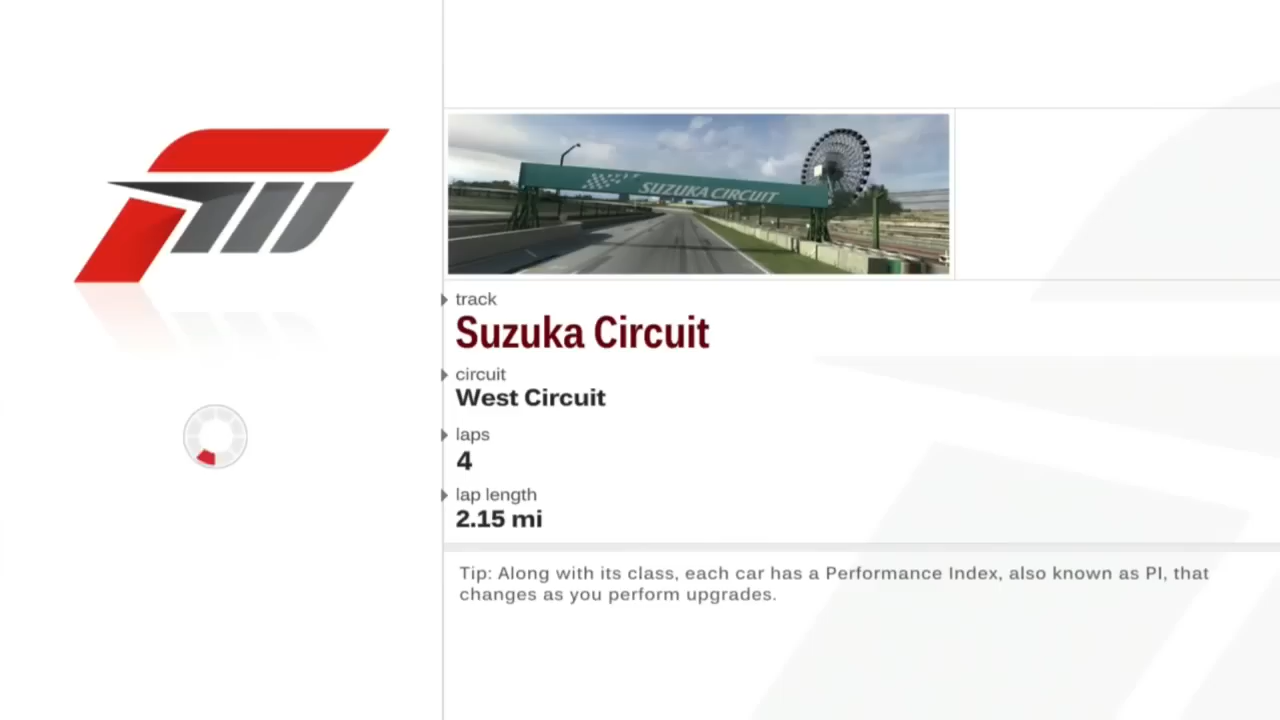 SUZUKA CIRCUIT
track
Suzuka Circuit
circuit
West Circuit
laps
4
lap length
2.15 mi
Tip: Along with its class, each car has a Performance Index, also known as PI, that
changes as you perform upgrades.